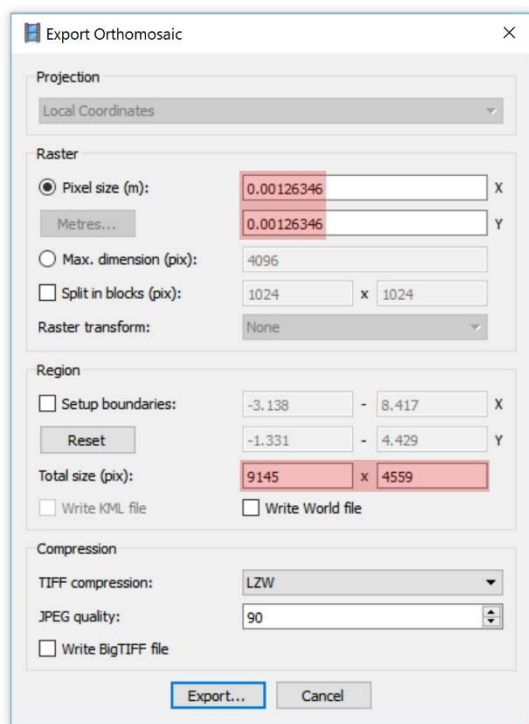 Export Orthomosaic
Projection
Local Coordinates
Raster
Pixel size (m): 0.00126346 X
Metres... 0.00126346 Y
Max. dimension (pix): 4096
Split in blocks (pix): 1024 x 1024
Raster transform: None
Region
Setup boundaries: -3.138 - 8.417 X
Reset -1.331 - 4.429 Y
Total size (pix): 9145 x 4559
Write KML file Write World file
Compression
TIFF compression: LZW
JPEG quality: 90
Write BigTIFF file
Export... Cancel